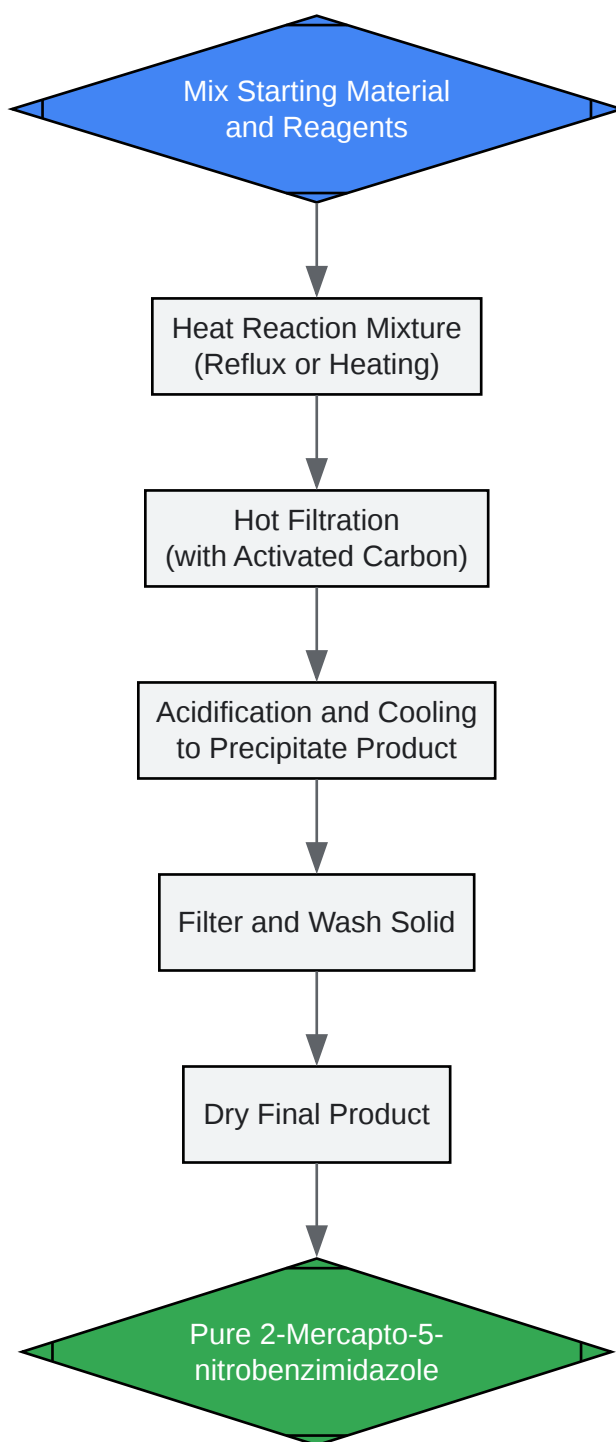 Mix Starting Material
and Reagents
Heat Reaction Mixture
(Reflux or Heating)
Hot Filtration
(with Activated Carbon)
Acidification and Cooling
to Precipitate Product
Filter and Wash Solid
Dry Final Product
Pure 2-Mercapto-5-
nitrobenzimidazole